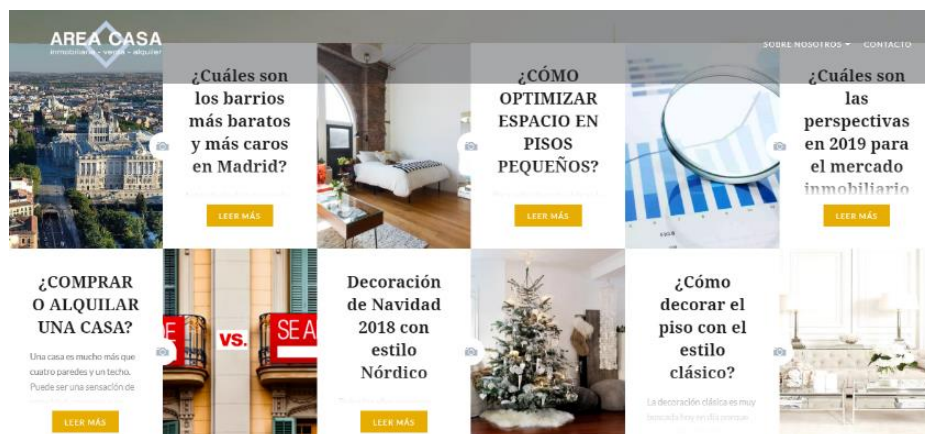 AREA CASA
inmobiliaria - venta - alquiler
SOBRE NOSOTROS
CONTACTO
¿Cuáles son
los barrios
más baratos
y más caros
en Madrid?
LEER MÁS
¿CÓMO
OPTIMIZAR
ESPACIO EN
PISOS
PEQUEÑOS?
LEER MÁS
¿Cuáles son
las
perspectivas
en 2019 para
el mercado
inmobiliario
LEER MÁS
¿COMPRAR
O ALQUILAR
UNA CASA?
Una casa es mucho más que
cuatro paredes y un techo.
Puede ser una sensación de
LEER MÁS
DE
VS.
SE A
Decoración
de Navidad
2018 con
estilo
Nórdico
LEER MÁS
¿Cómo
decorar el
piso con el
estilo
clásico?
La decoración clásica es muy
LEER MÁS